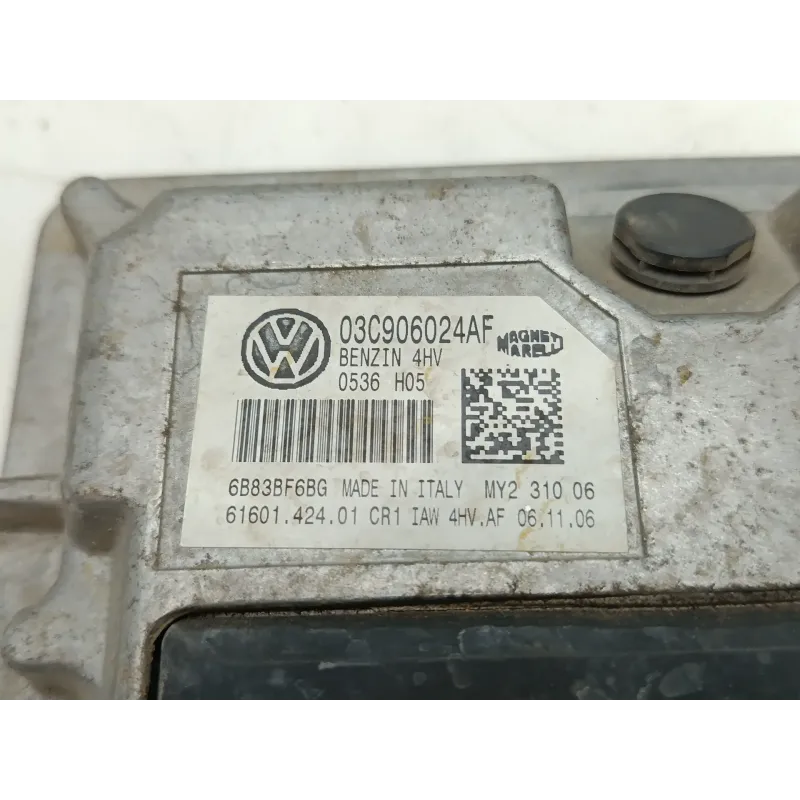 03C906024AF
MAGNETI
MARELLI
BENZIN 4HV
0536 H05
6B83BF6BG MADE IN ITALY MY2 310 06
61601.424.01 CR1 IAW 4HV.AF 06.11.06